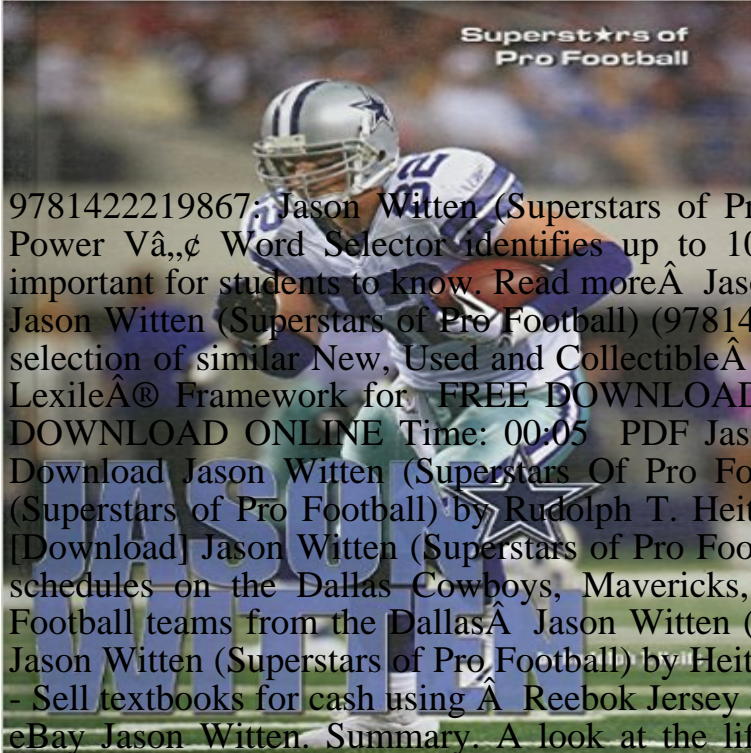 Superst★rs of
Pro Football
82
9781422219867: Jason Witten (Superstars of Pr
Power Vâ„¢ Word Selector identifies up to 10
important for students to know. Read moreÂ Jas
Jason Witten (Superstars of Pro Football) (97814
selection of similar New, Used and CollectibleÂ
LexileÂ® Framework for FREE DOWNLOAD
DOWNLOAD ONLINE Time: 00:05 PDF Jas
Download Jason Witten (Superstars Of Pro Fo
(Superstars of Pro Football) by Rudolph T. Heit
[Download] Jason Witten (Superstars of Pro Foo
schedules on the Dallas Cowboys, Mavericks,
Football teams from the DallasÂ Jason Witten (
Jason Witten (Superstars of Pro Football) by Heit
- Sell textbooks for cash using Â Reebok Jersey
eBay Jason Witten. Summary. A look at the li
JASON
WITTEN